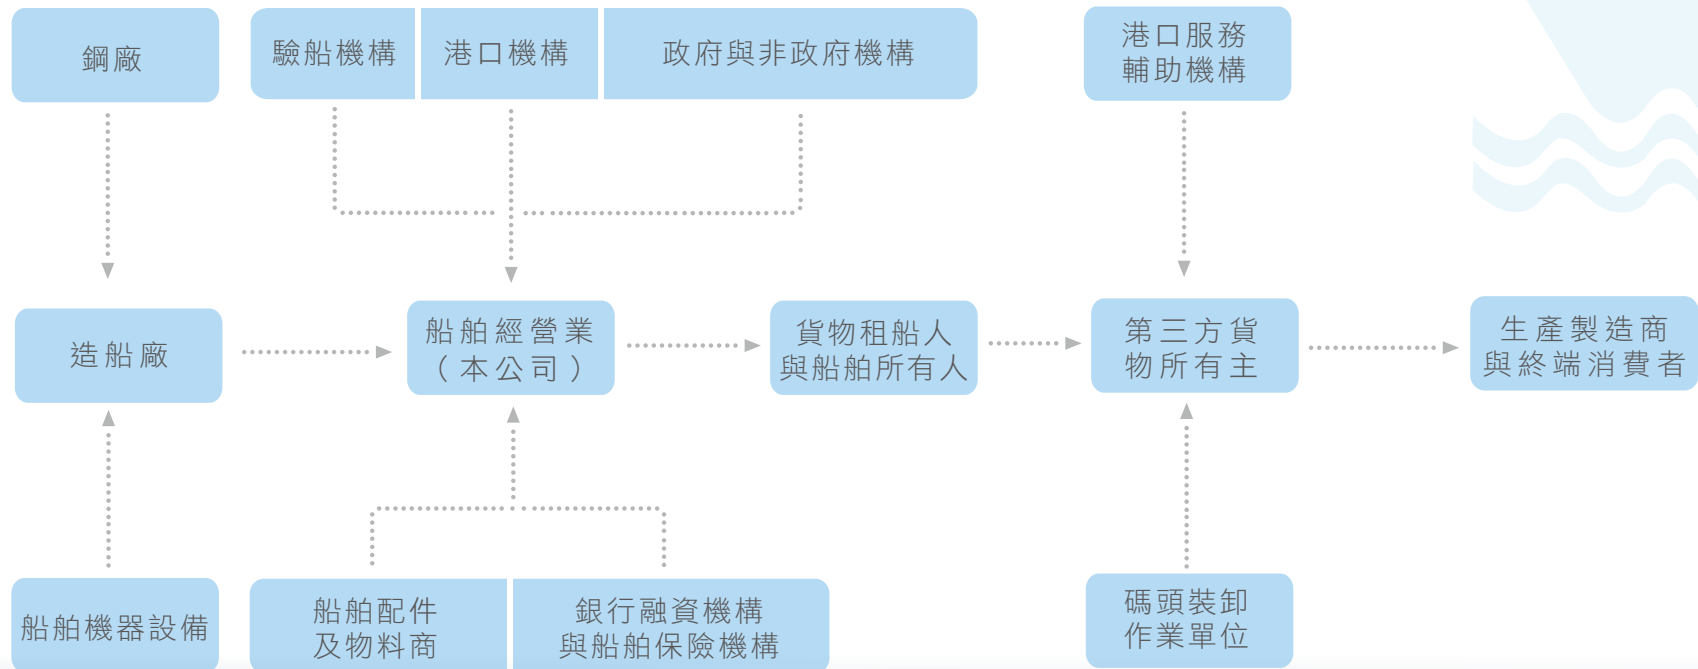 鋼廠
驗船機構
港口機構
政府與非政府機構
港口服務
輔助機構
造船廠
船舶經營業
（本公司）
貨物租船人
與船舶所有人
第三方貨
物所有主
生產製造商
與終端消費者
船舶機器設備
船舶配件
及物料商
銀行融資機構
與船舶保險機構
碼頭裝卸
作業單位